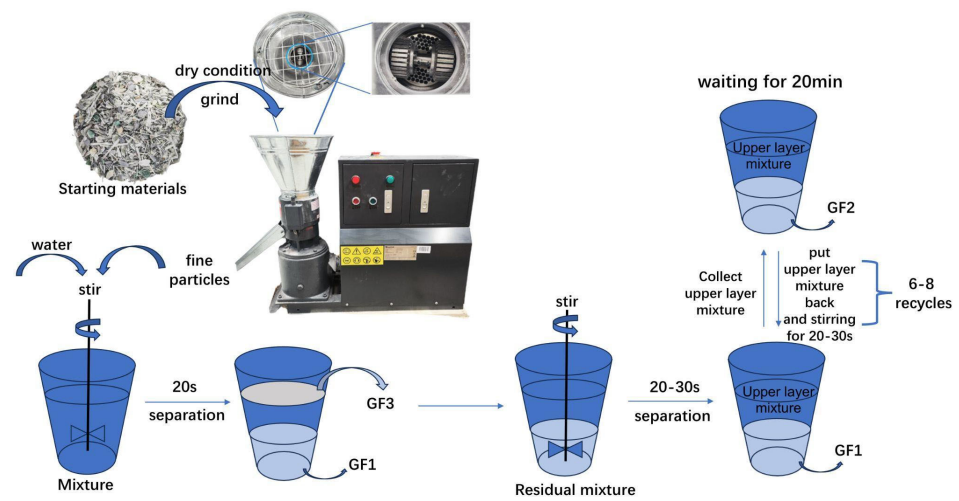 dry condition
grind
Starting materials
waiting for 20min
Upper layer
mixture
GF2
water
fine
particles
stir
Collect
upper layer
mixture
put
upper layer
mixture
back
and stirring
for 20-30s
6-8
recycles
stir
20s
separation
GF3
GF1
20-30s
separation
Upper layer
mixture
GF1
Mixture
Residual mixture